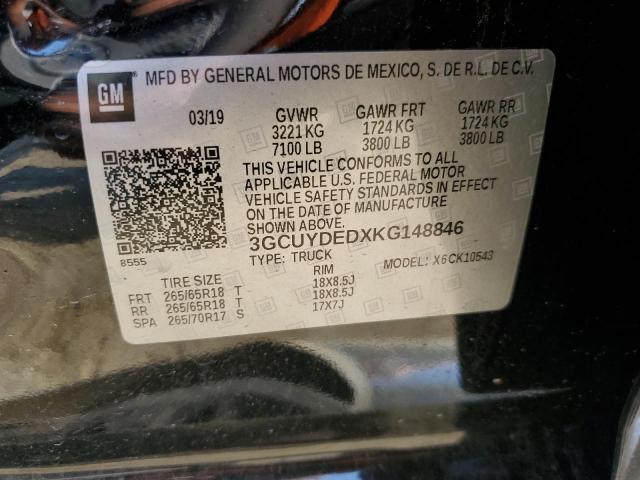 GM
MFD BY GENERAL MOTORS DE MEXICO, S. DE R.L. DE C.V.
03/19 GVWR GAWR FRT GAWR RR
3221 KG 1724 KG 1724 KG
7100 LB 3800 LB 3800 LB
THIS VEHICLE CONFORMS TO ALL
APPLICABLE U.S. FEDERAL MOTOR
VEHICLE SAFETY STANDARDS IN EFFECT
ON THE DATE OF MANUFACTURE
SHOWN ABOVE.
3GCUYDEDXKG148846
8555
TYPE: TRUCK MODEL: X6 CK10543
TIRE SIZE RIM
FRT 265/65R18 T 18X8.5J
RR 265/65R18 T 18X8.5J
SPA 265/70R17 S 17X7J